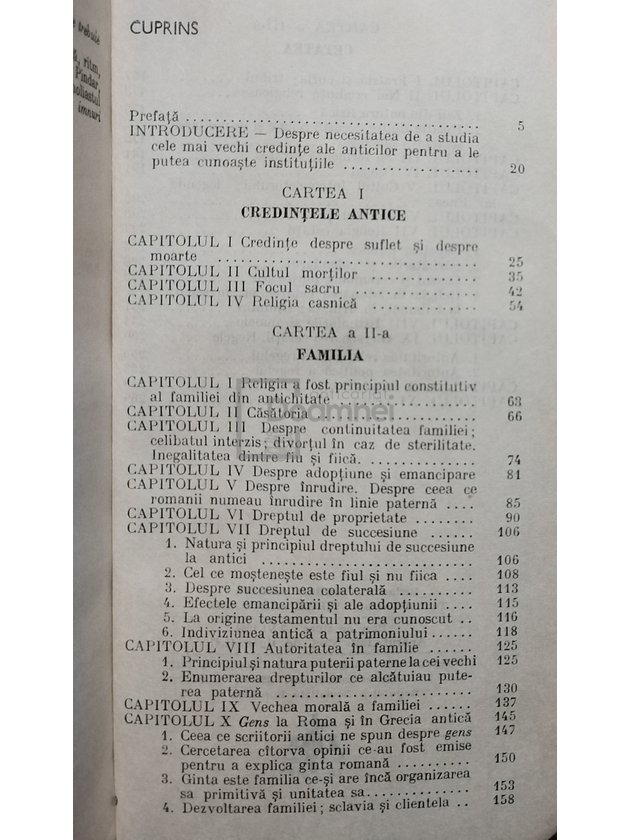 trebuie
ritm,
Pindar
imnuri
CUPRINS
Prefață 5
INTRODUCERE — Despre necesitatea de a studia
cele mai vechi credințe ale anticilor pentru a le
putea cunoaște instituțiile 20
CARTEA I
CREDINȚELE ANTICE
CAPITOLUL I Credințe despre suflet și despre
moarte 25
CAPITOLUL II Cultul morților 35
CAPITOLUL III Focul sacru 42
CAPITOLUL IV Religia casnică 54
CARTEA a II-a
FAMILIA
CAPITOLUL I Religia a fost principiul constitutiv
al familiei din antichitate 63
CAPITOLUL II Căsătoria 66
CAPITOLUL III Despre continuitatea familiei;
celibatul interzis; divorțul în caz de sterilitate.
Inegalitatea dintre fiu și fiică. 74
CAPITOLUL IV Despre adopțiune și emancipare 81
CAPITOLUL V Despre înrudire. Despre ceea ce
romanii numeau înrudire în linie paternă .... 85
CAPITOLUL VI Dreptul de proprietate ........ 90
CAPITOLUL VII Dreptul de succesiune ...... 106
1. Natura și principiul dreptului de succesiune
la antici 106
2. Cel ce moștenește este fiul și nu fiica .... 108
3. Despre succesiunea colaterală ........ 113
4. Efectele emancipării și ale adopțiunii .... 115
5. La origine testamentul nu era cunoscut .. 116
6. Indiviziunea antică a patrimoniului ...... 118
CAPITOLUL VIII Autoritatea în familie ...... 125
1. Principiul și natura puterii paterne la cei vechi 125
2. Enumerarea drepturilor ce alcătuiau pute-
rea paternă 130
CAPITOLUL IX Vechea morală a familiei ...... 137
CAPITOLUL X Gens la Roma și în Grecia antică 145
1. Ceea ce scriitorii antici ne spun despre gens 147
2. Cercetarea cîtorva opinii ce-au fost emise
pentru a explica ginta romană .......... 150
3. Ginta este familia ce-și are încă organizarea
sa primitivă și unitatea sa 153
4. Dezvoltarea familiei; sclavia și clientela .. 158